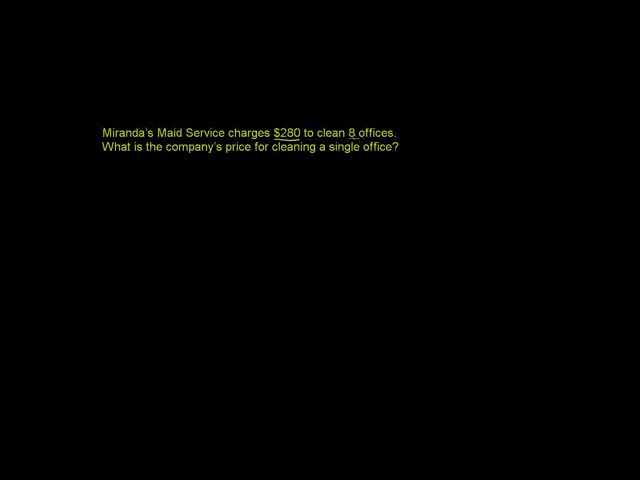 Miranda's Maid Service charges $280 to clean 8 offices.
What is the company's price for cleaning a single office?